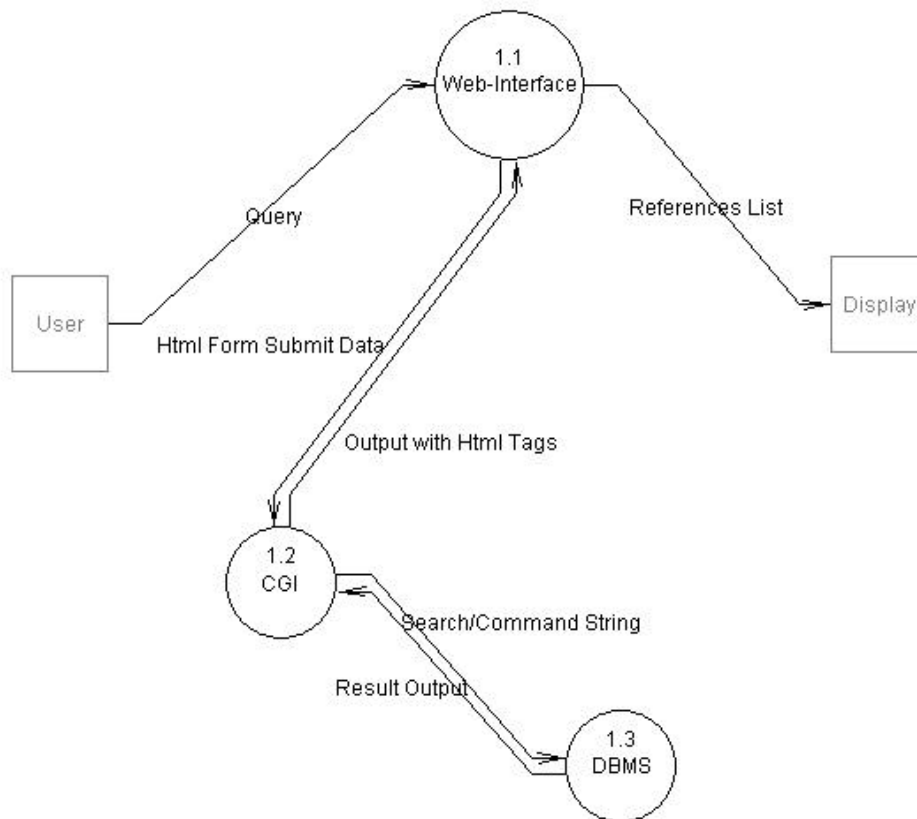 1.1
Web-Interface
Query
References List
User
Display
Html Form Submit Data
Output with Html Tags
1.2
CGI
Search/Command String
Result Output
1.3
DBMS